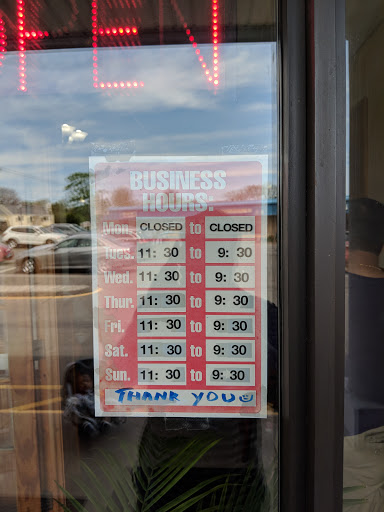 OPEN
BUSINESS
HOURS
Mon. CLOSED to CLOSED
Tues. 11: 30 to 9: 30
Wed. 11: 30 to 9: 30
Thur. 11: 30 to 9: 30
Fri. 11: 30 to 9: 30
Sat. 11: 30 to 9: 30
Sun. 11: 30 to 9: 30
THANK YOU